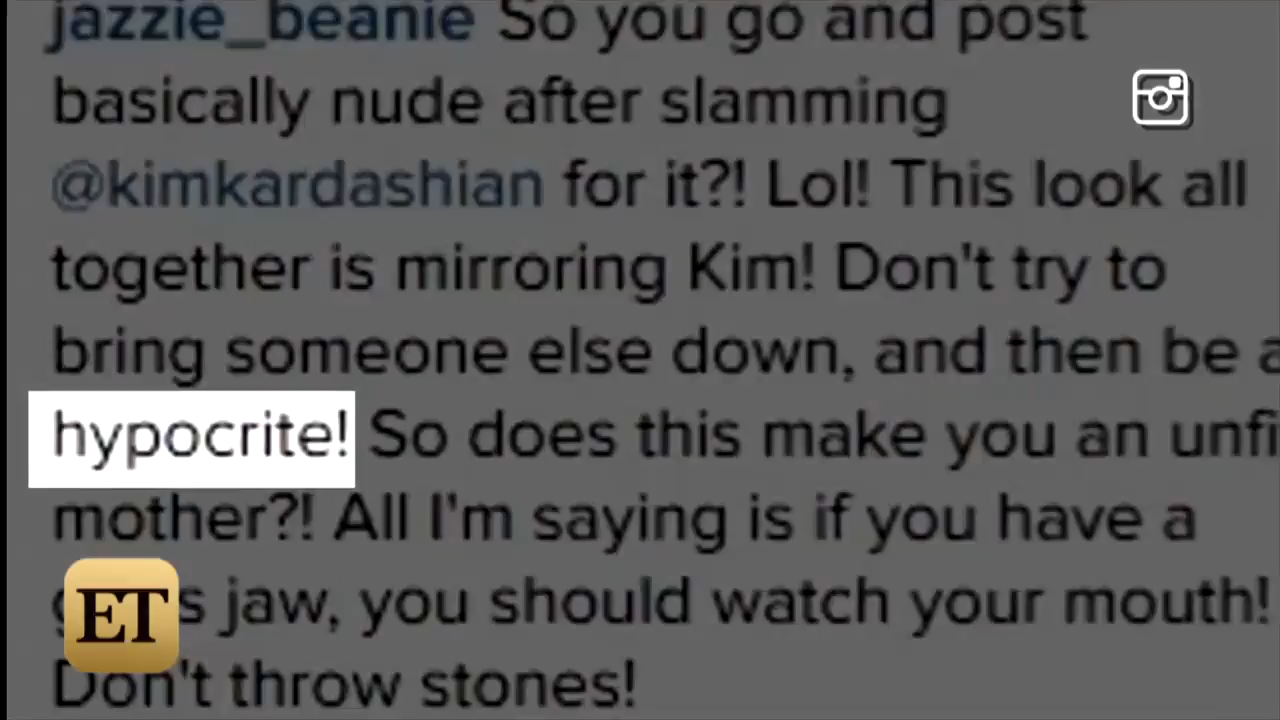 jazzie_beanie So you go and post
basically nude after slamming
@kimkardashian for it?! Lol! This look all
together is mirroring Kim! Don't try to
bring someone else down, and then be a
hypocrite! So does this make you an unfi
mother?! All I'm saying is if you have a
jaw, you should watch your mouth!
ET
Don't throw stones!